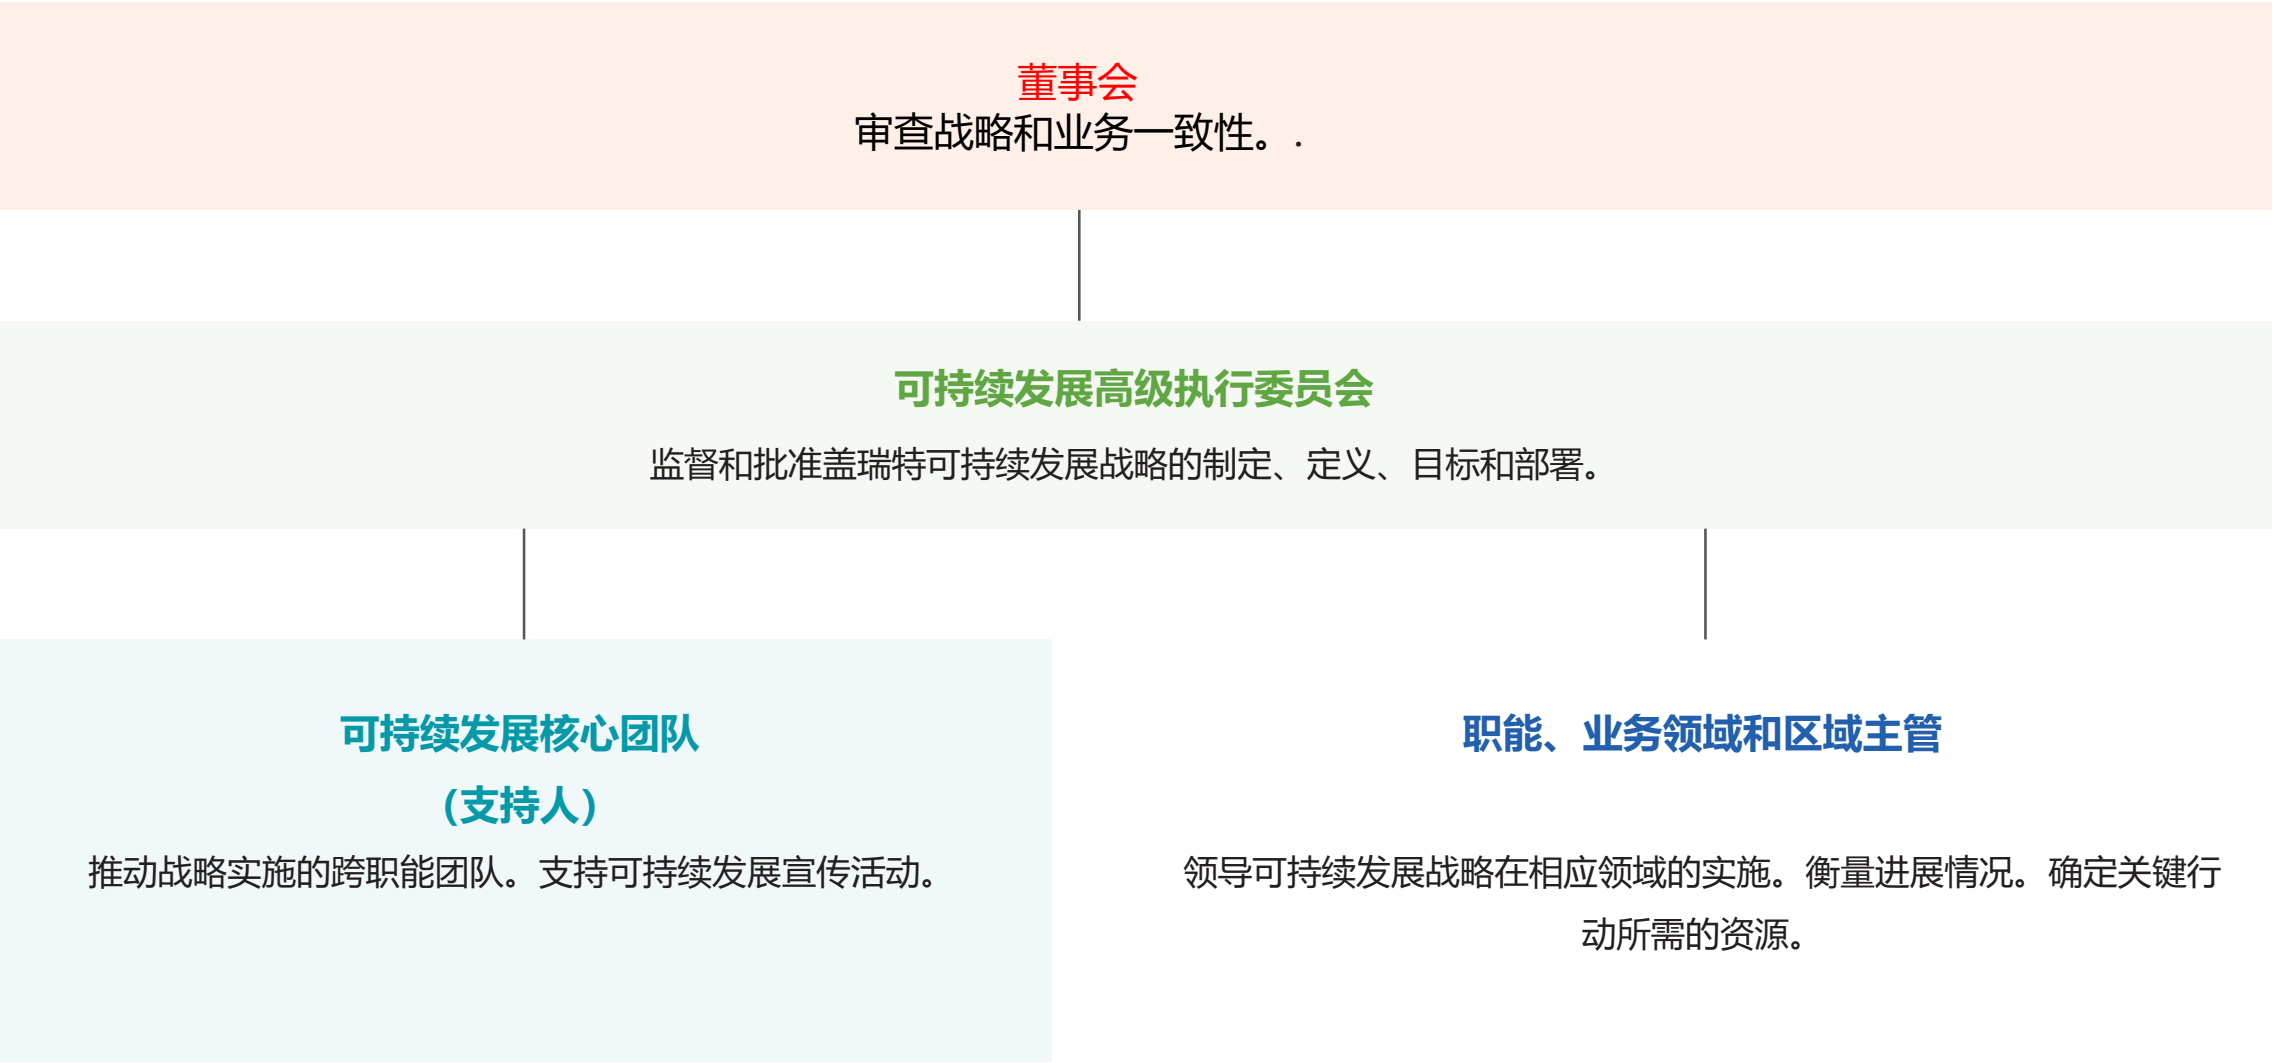 董事会
审查战略和业务一致性。.
可持续发展高级执行委员会
监督和批准盖瑞特可持续发展战略的制定、定义、目标和部署。
可持续发展核心团队
（支持人）
推动战略实施的跨职能团队。支持可持续发展宣传活动。
职能、业务领域和区域主管
领导可持续发展战略在相应领域的实施。衡量进展情况。确定关键行
动所需的资源。